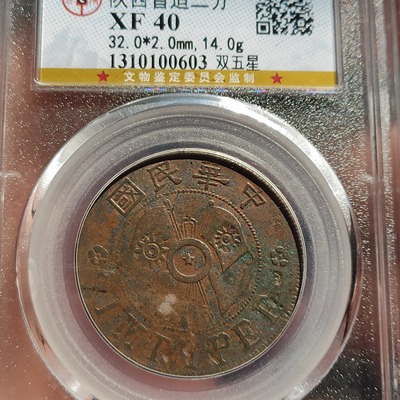 陕西省造二分
XF 40
32.0*2.0mm,14.0g
1310100603 双五星
★ 文物鉴定委员会监制 ★
中華民國